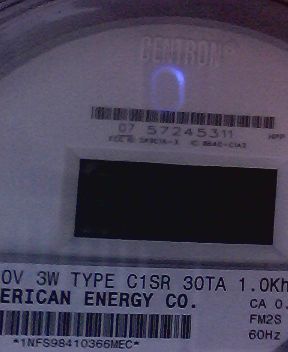 CENTRON®
07 57245311
0V 3W TYPE C1SR 30TA 1.0Kh
ERICAN ENERGY CO.
CA 0.
FM2S
60Hz
*1NFS98410366MEC*